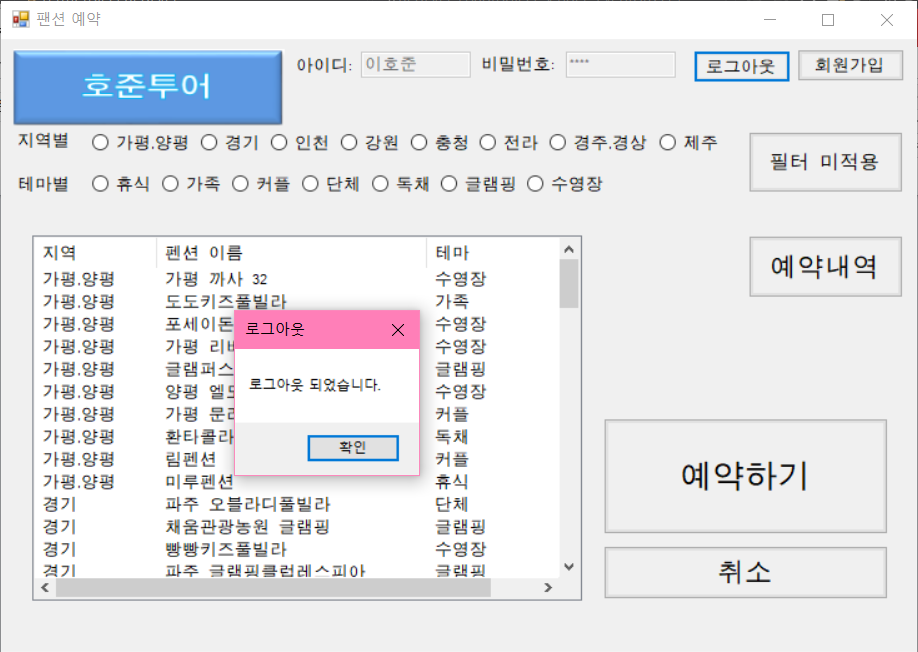 팬션 예약
호준투어
아이디: 이호준 비밀번호: **** 로그아웃 회원가입
지역별 가평.양평 경기 인천 강원 충청 전라 경주.경상 제주
테마별 휴식 가족 커플 단체 독채 글램핑 수영장
필터 미적용
지역 펜션 이름 테마
가평.양평 가평 까사 32 수영장
가평.양평 도도키즈풀빌라 가족
가평.양평 포세이돈 수영장
가평.양평 가평 수영장
가평.양평 글램퍼스 글램핑
가평.양평 양평 수영장
가평.양평 가평 커플
가평.양평 환타콜라 독채
가평.양평 림펜션 커플
가평.양평 미루펜션 휴식
경기 파주 오블라디풀빌라 단체
경기 채움관광농원 글램핑 글램핑
경기 빵빵키즈풀빌라 수영장
경기 파주 글램핑클럽레스피아 글램핑
로그아웃
로그아웃 되었습니다.
확인
예약내역
예약하기
취소